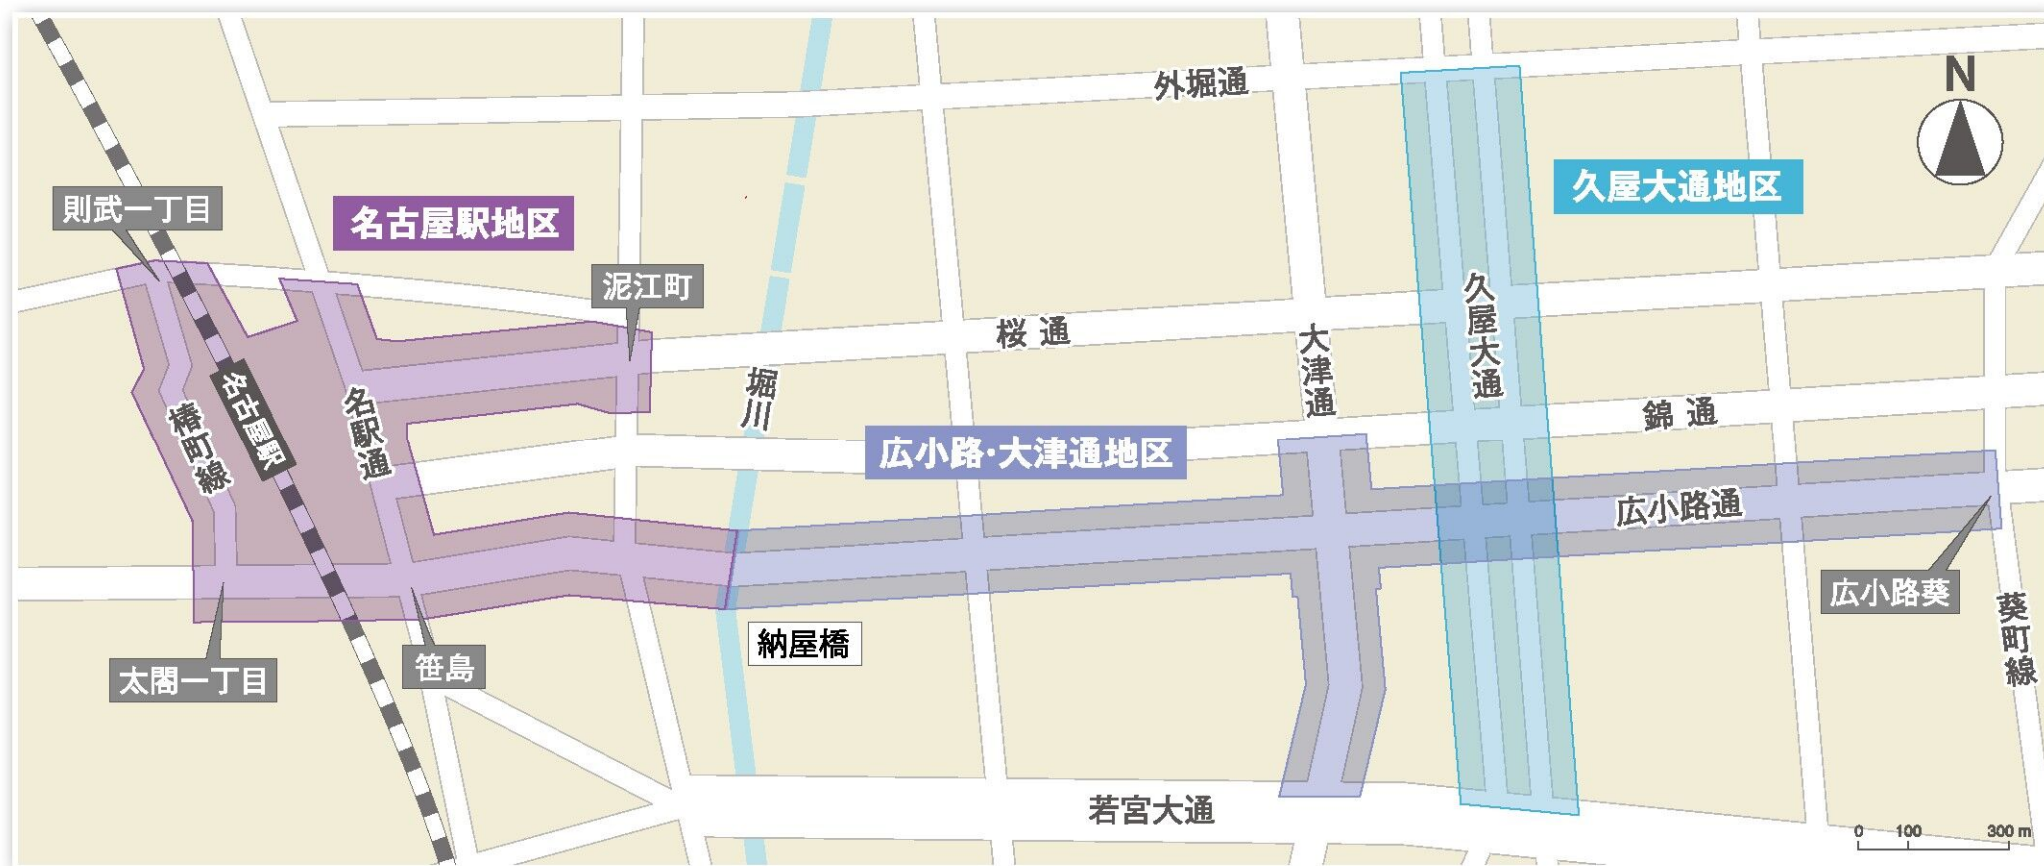 外堀通
N
久屋大通地区
則武一丁目
名古屋駅地区
泥江町
久屋大通
桜通
大津通
堀川
名古屋駅
名駅通
椿町線
錦通
広小路・大津通地区
広小路通
広小路葵
葵町線
納屋橋
笹島
太閤一丁目
若宮大通
0 100 300 m